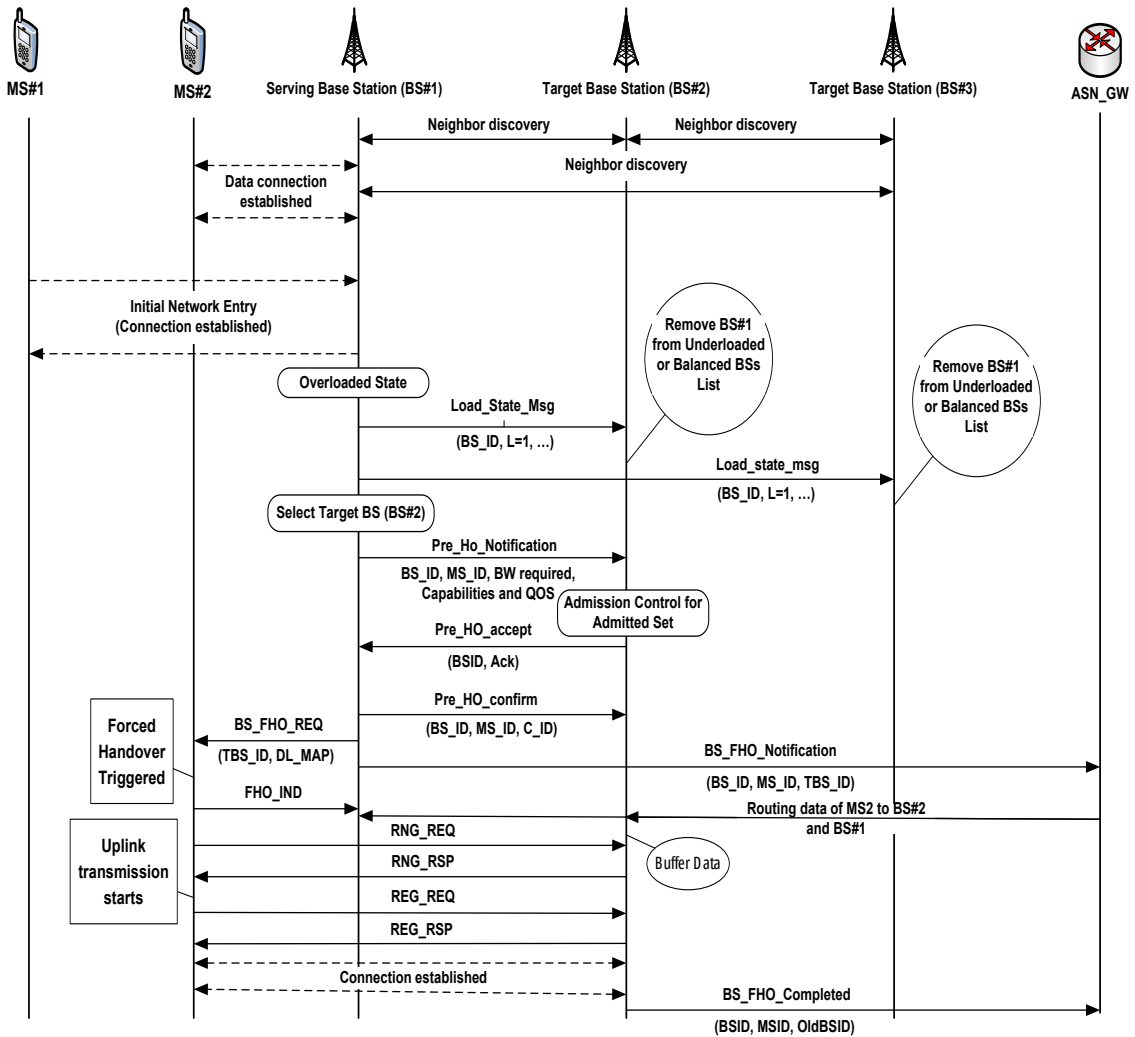 MS#1
MS#2
Serving Base Station (BS#1)
Target Base Station (BS#2)
Target Base Station (BS#3)
ASN_GW
Neighbor discovery
Neighbor discovery
Neighbor discovery
Data connection
established
Initial Network Entry
(Connection established)
Remove BS#1
from Underloaded
or Balanced BSs
List
Remove BS#1
from Underloaded
or Balanced BSs
List
Overloaded State
Load_State_Msg
(BS_ID, L=1, ...)
Load_state_msg
(BS_ID, L=1, ...)
Select Target BS (BS#2)
Pre_Ho_Notification
BS_ID, MS_ID, BW required,
Capabilities and QOS
Admission Control for
Admitted Set
Pre_HO_accept
(BSID, Ack)
Pre_HO_confirm
(BS_ID, MS_ID, C_ID)
Forced
Handover
Triggered
BS_FHO_REQ
(TBS_ID, DL_MAP)
BS_FHO_Notification
(BS_ID, MS_ID, TBS_ID)
FHO_IND
Routing data of MS2 to BS#2
and BS#1
RNG_REQ
Buffer Data
Uplink
transmission
starts
RNG_RSP
REG_REQ
REG_RSP
Connection established
BS_FHO_Completed
(BSID, MSID, OldBSID)